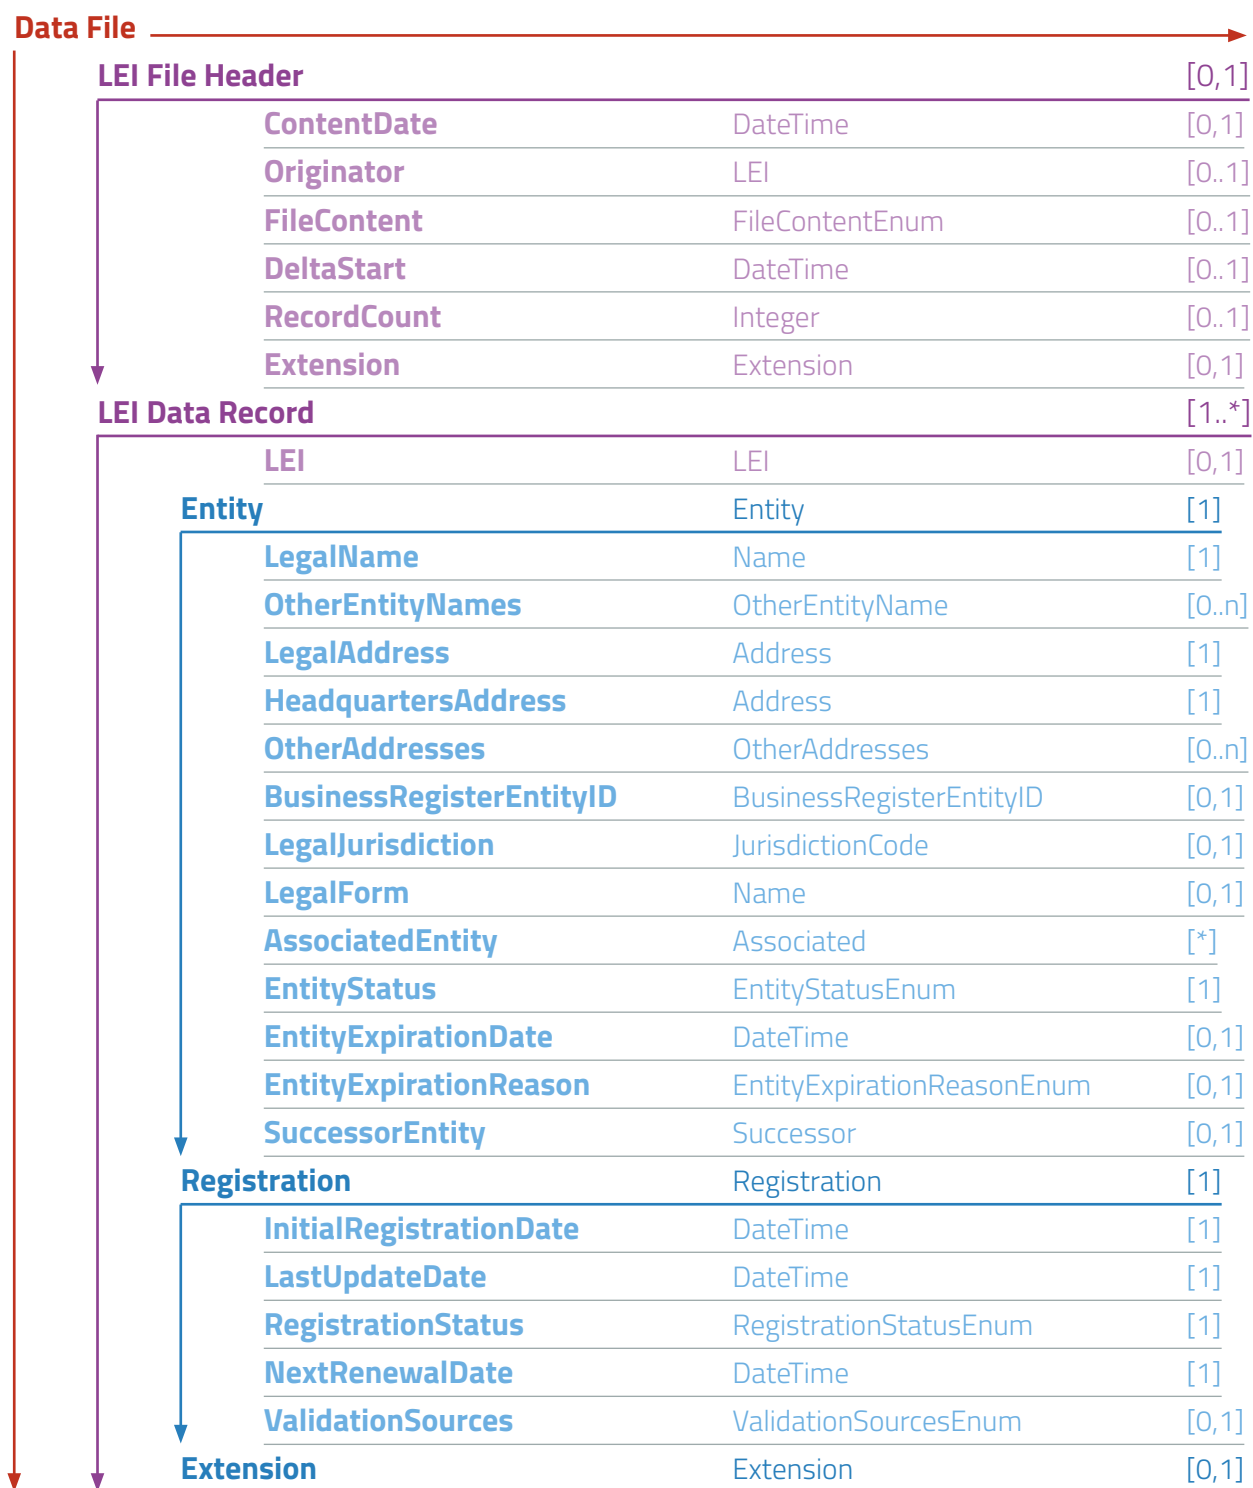 Data File
LEI File Header [0,1]
ContentDate DateTime [0,1]
Originator LEI [0..1]
FileContent FileContentEnum [0..1]
DeltaStart DateTime [0..1]
RecordCount Integer [0..1]
Extension Extension [0,1]
LEI Data Record [1..*]
LEI LEI [0,1]
Entity Entity [1]
LegalName Name [1]
OtherEntityNames OtherEntityName [0..n]
LegalAddress Address [1]
HeadquartersAddress Address [1]
OtherAddresses OtherAddresses [0..n]
BusinessRegisterEntityID BusinessRegisterEntityID [0,1]
LegalJurisdiction JurisdictionCode [0,1]
LegalForm Name [0,1]
AssociatedEntity Associated [*]
EntityStatus EntityStatusEnum [1]
EntityExpirationDate DateTime [0,1]
EntityExpirationReason EntityExpirationReasonEnum [0,1]
SuccessorEntity Successor [0,1]
Registration Registration [1]
InitialRegistrationDate DateTime [1]
LastUpdateDate DateTime [1]
RegistrationStatus RegistrationStatusEnum [1]
NextRenewalDate DateTime [1]
ValidationSources ValidationSourcesEnum [0,1]
Extension Extension [0,1]